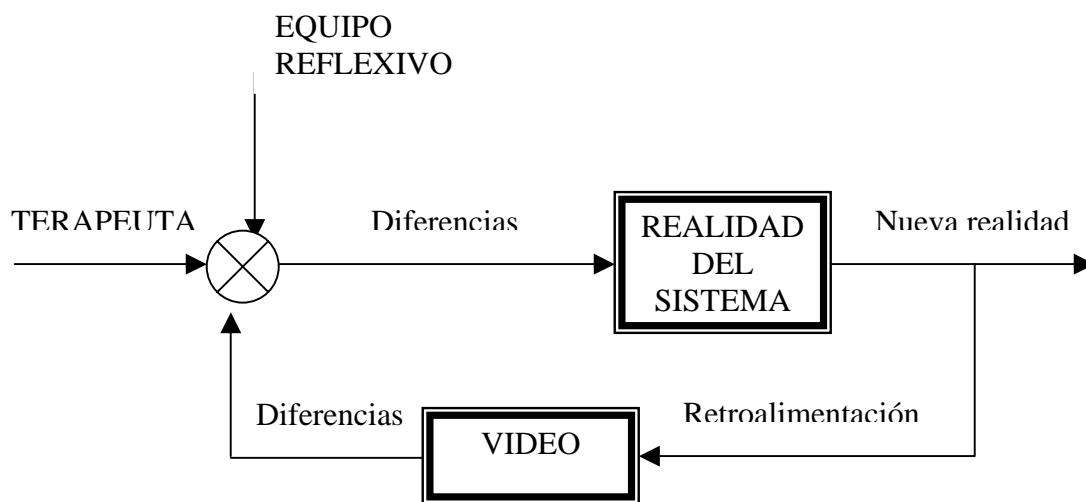 EQUIPO
REFLEXIVO
TERAPEUTA
Diferencias
REALIDAD
DEL
SISTEMA
Nueva realidad
Diferencias
VIDEO
Retroalimentación